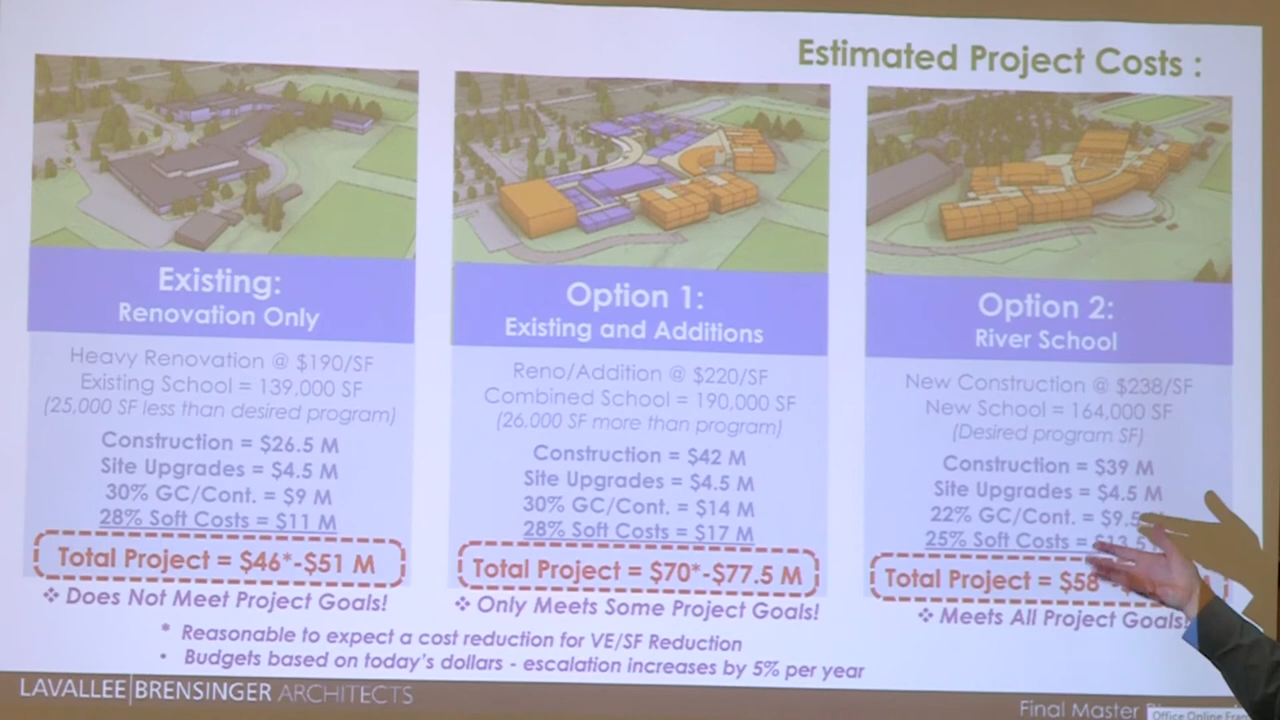 Estimated Project Costs :
Existing:
Renovation Only
Heavy Renovation @ $190/SF
Existing School = 139,000 SF
(25,000 SF less than desired program)
Construction = $26.5 M
Site Upgrades = $4.5 M
30% GC/Cont. = $9 M
28% Soft Costs = $11 M
Total Project = $46*-$51 M
❖ Does Not Meet Project Goals!
Option 1:
Existing and Additions
Reno/Addition @ $220/SF
Combined School = 190,000 SF
(26,000 SF more than program)
Construction = $42 M
Site Upgrades = $4.5 M
30% GC/Cont. = $14 M
28% Soft Costs = $17 M
Total Project = $70*-$77.5 M
❖ Only Meets Some Project Goals!
Option 2:
River School
New Construction @ $238/SF
New School = 164,000 SF
(Desired program SF)
Construction = $39 M
Site Upgrades = $4.5 M
22% GC/Cont. = $9.5
25% Soft Costs = $13.5
Total Project = $58*
❖ Meets All Project Goals!
* Reasonable to expect a cost reduction for VE/SF Reduction
• Budgets based on today's dollars - escalation increases by 5% per year
LAVALLEE|BRENSINGER ARCHITECTS
Final Master
Office Online Fram